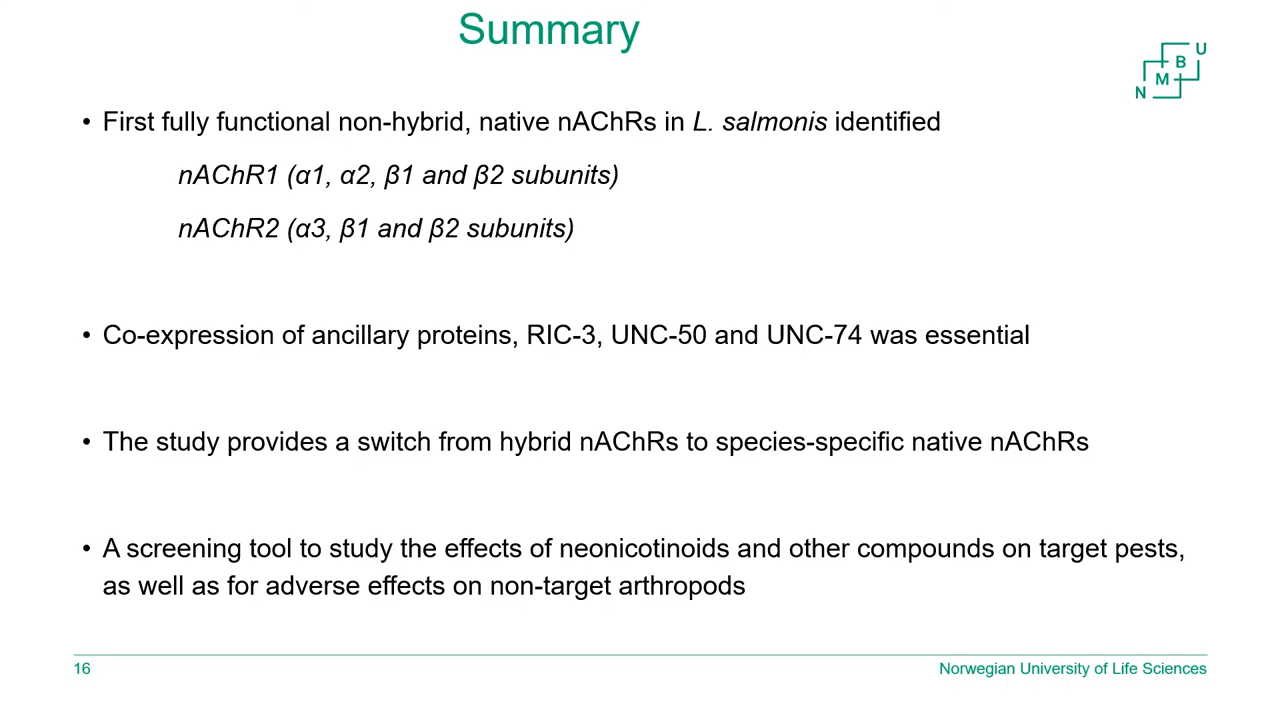 Summary
N M B U
• First fully functional non-hybrid, native nAChRs in L. salmonis identified
nAChR1 (α1, α2, β1 and β2 subunits)
nAChR2 (α3, β1 and β2 subunits)
• Co-expression of ancillary proteins, RIC-3, UNC-50 and UNC-74 was essential
• The study provides a switch from hybrid nAChRs to species-specific native nAChRs
• A screening tool to study the effects of neonicotinoids and other compounds on target pests,
as well as for adverse effects on non-target arthropods
16
Norwegian University of Life Sciences